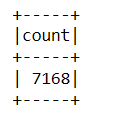 +-----+
|count|
+-----+
| 7168|
+-----+